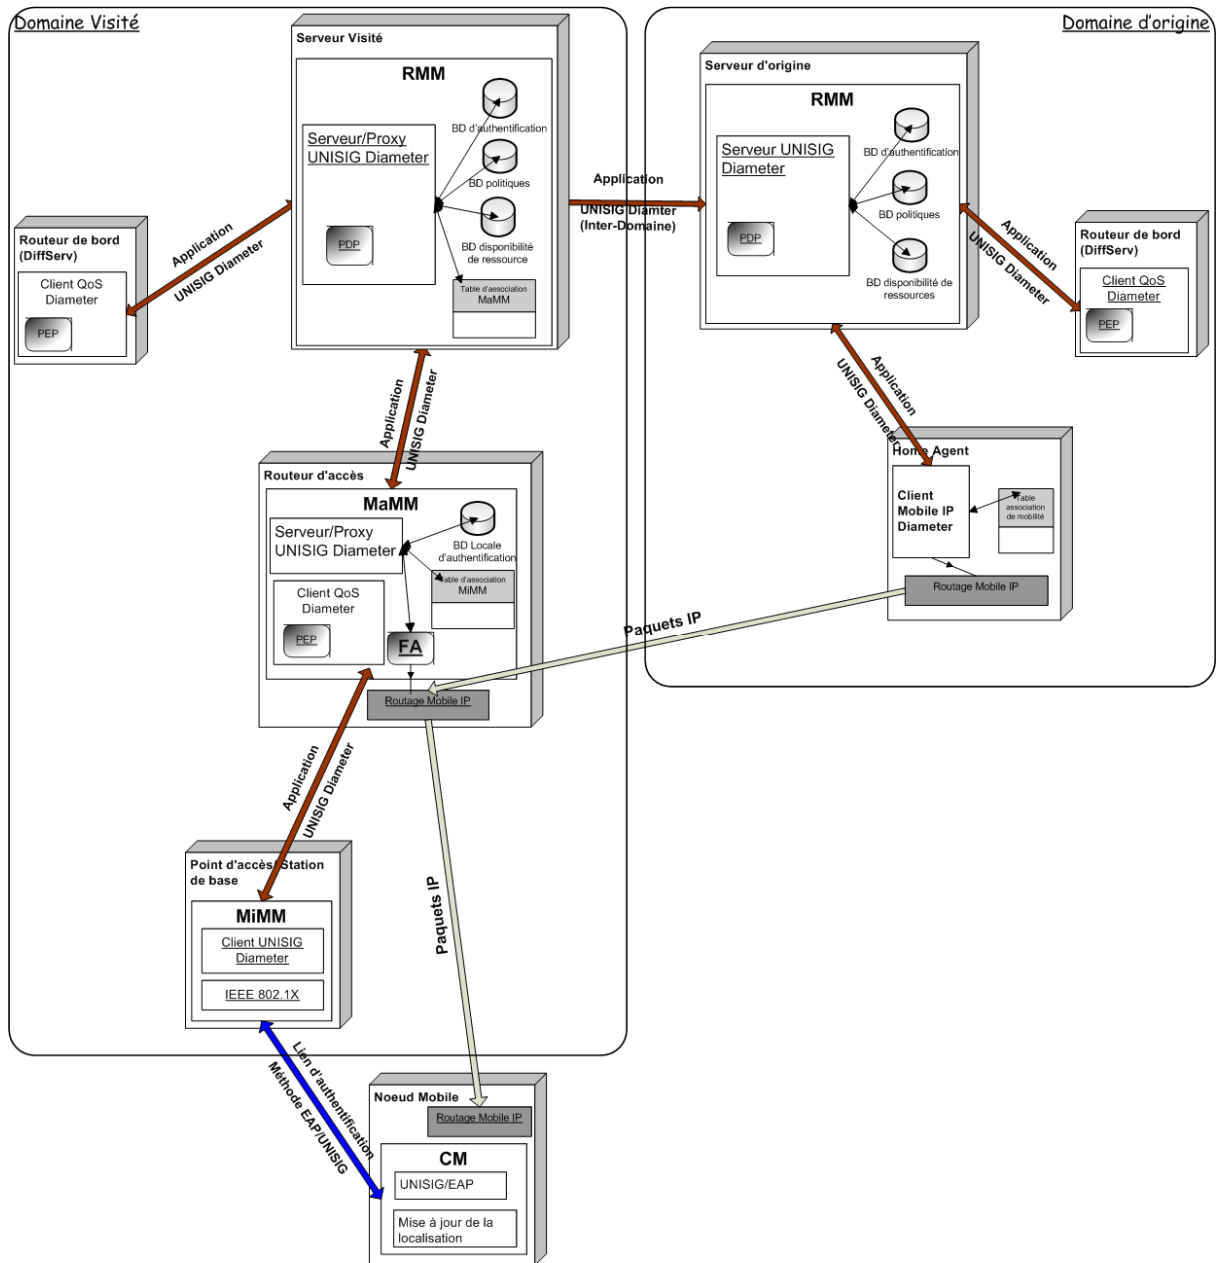 Domaine Visité
Serveur Visité
RMM
BD d'authentification
Serveur/Proxy
UNISIG Diameter
BD politiques
PDP
BD disponibilité
de ressource
Table d'association
MaMM
Domaine d'origine
Serveur d'origine
RMM
BD d'authentification
Serveur UNISIG
Diameter
BD politiques
PDP
BD disponibilité de
ressources
Application
UNISIG Diamter
(Inter-Domaine)
Routeur de bord
(DiffServ)
Client QoS
Diameter
PEP
Application
UNISIG Diameter
Application
UNISIG Diameter
Routeur de bord
(DiffServ)
Client QoS
Diameter
PEP
Application
UNISIG Diameter
Application
UNISIG Diameter
Home Agent
Client
Mobile IP
Diameter
Table
association
de mobilité
Routage Mobile IP
Routeur d'accès
MaMM
Serveur/Proxy
UNISIG Diameter
BD Locale
d'authentification
Table d'association
MiMM
Client QoS
Diameter
PEP
FA
Routage Mobile IP
Paquets IP
Application
UNISIG Diameter
Paquets IP
Point d'accès/Station
de base
MiMM
Client UNISIG
Diameter
IEEE 802.1X
Lien d'authentification
Méthode EAP/UNISIG
Noeud Mobile
Routage Mobile IP
CM
UNISIG/EAP
Mise à jour de la
localisation